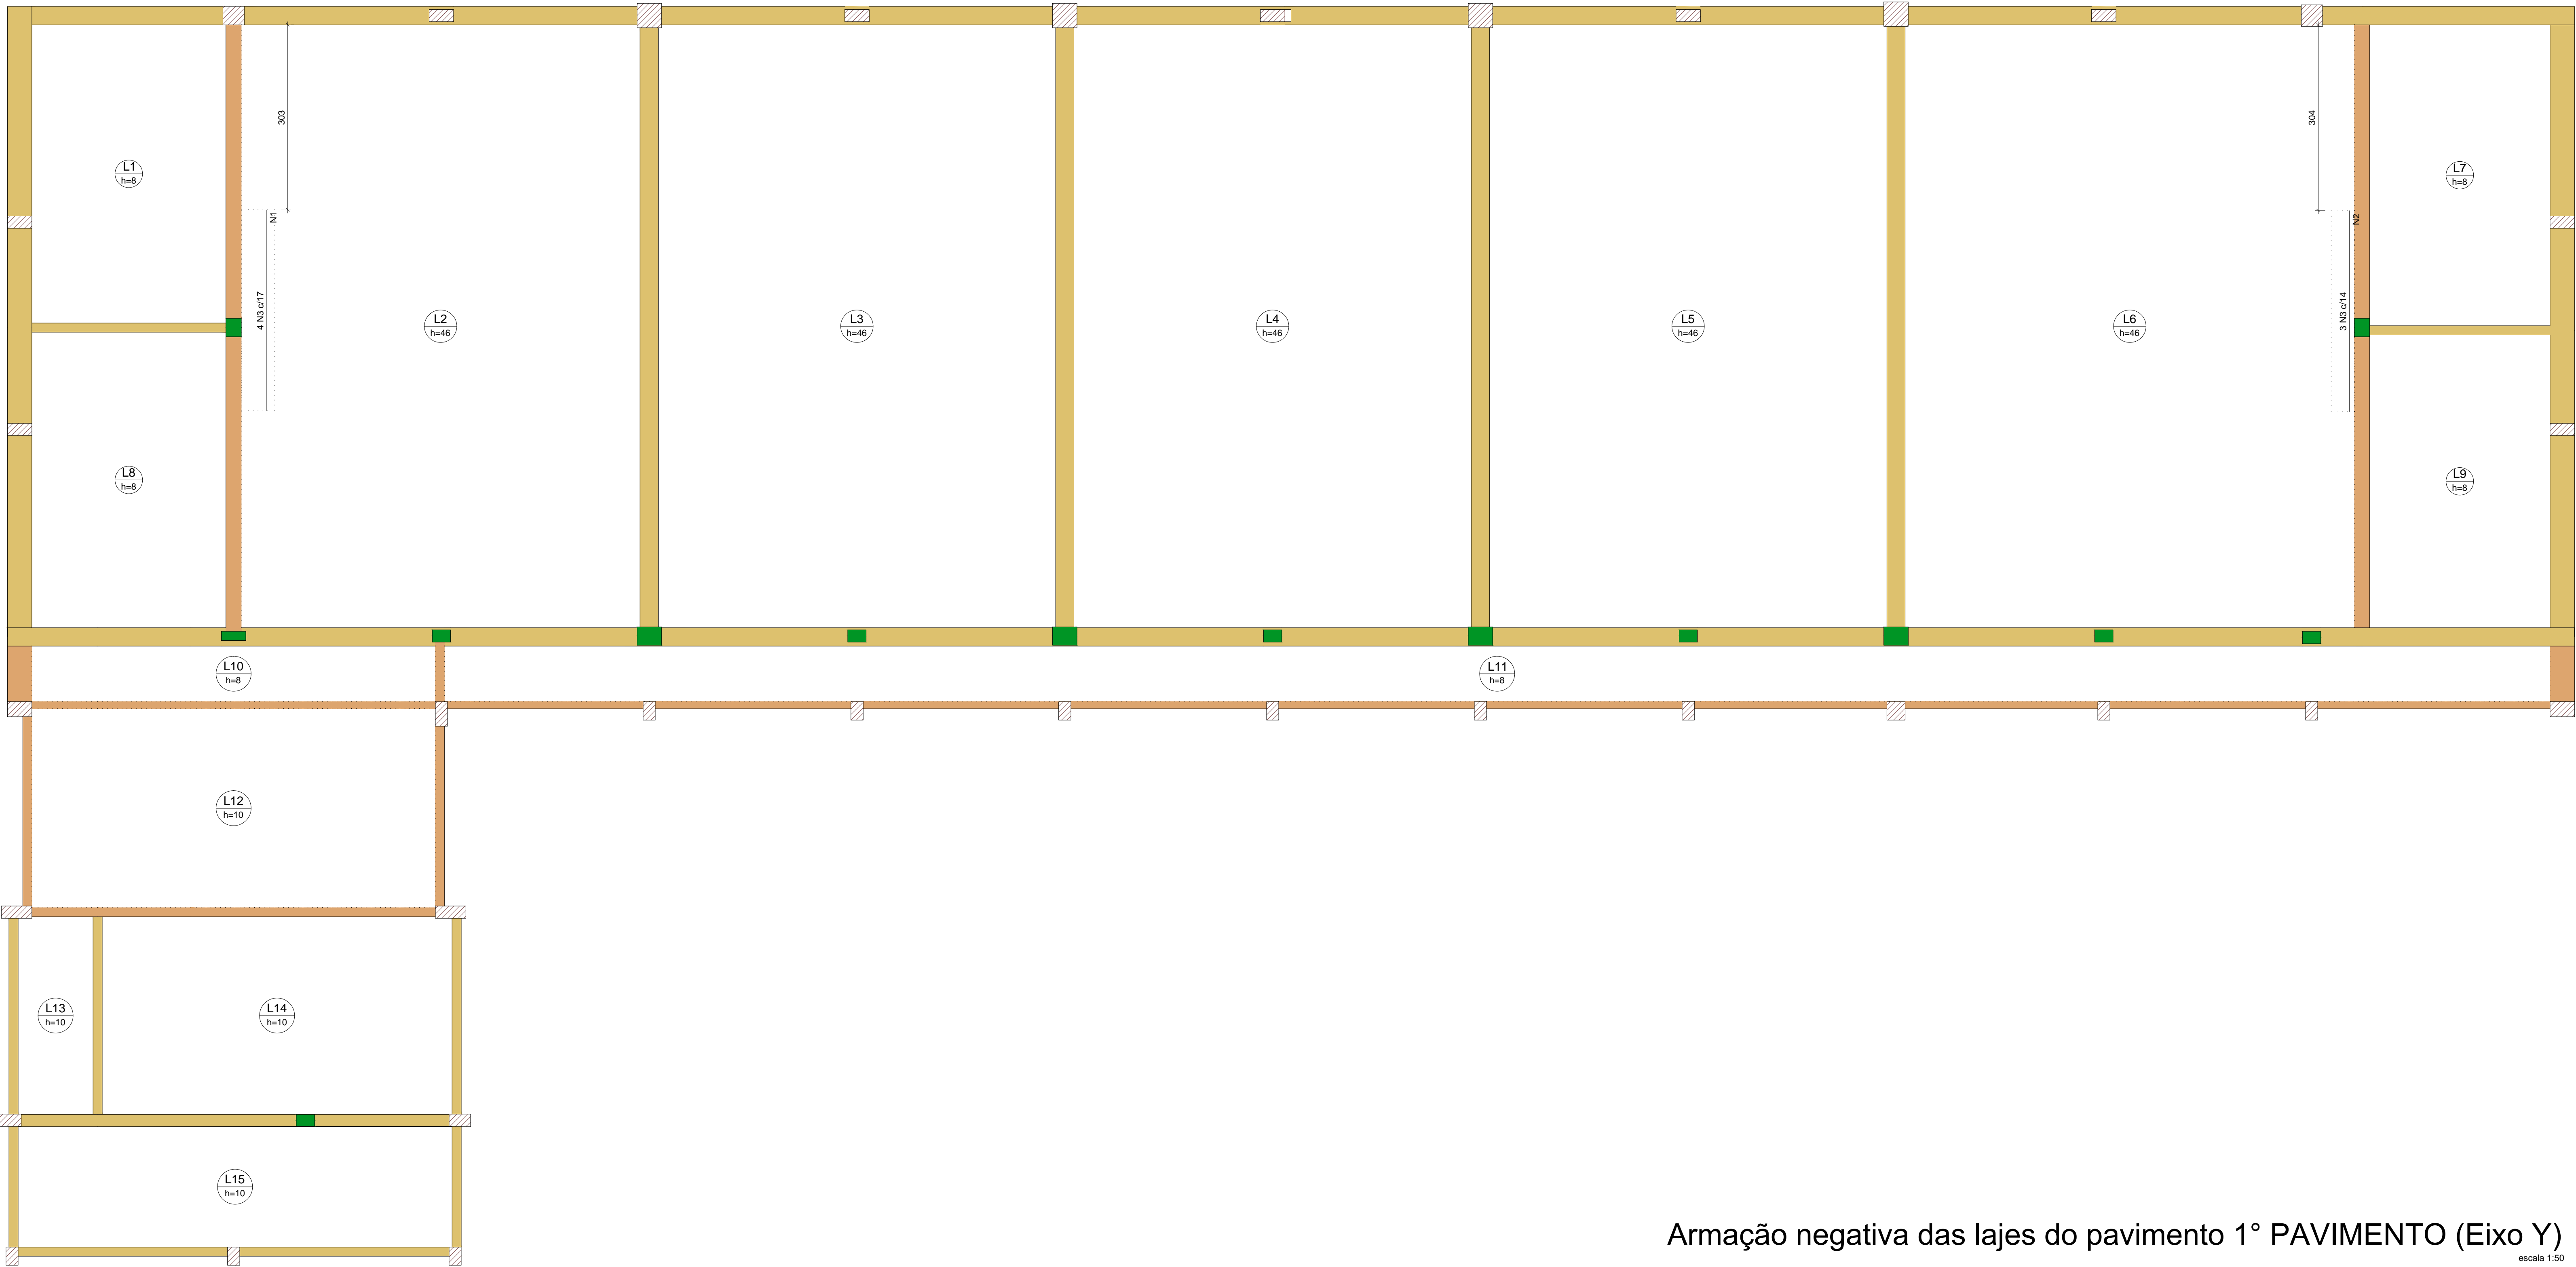 303
304
L1
h=8
N1
N2
L7
h=8
4 N3 c/17
3 N3 c/14
L2
h=46
L3
h=46
L4
h=46
L5
h=46
L6
h=46
L8
h=8
L9
h=8
L10
h=8
L11
h=8
L12
h=10
L13
h=10
L14
h=10
L15
h=10
Armação negativa das lajes do pavimento 1° PAVIMENTO (Eixo Y)
escala 1:50